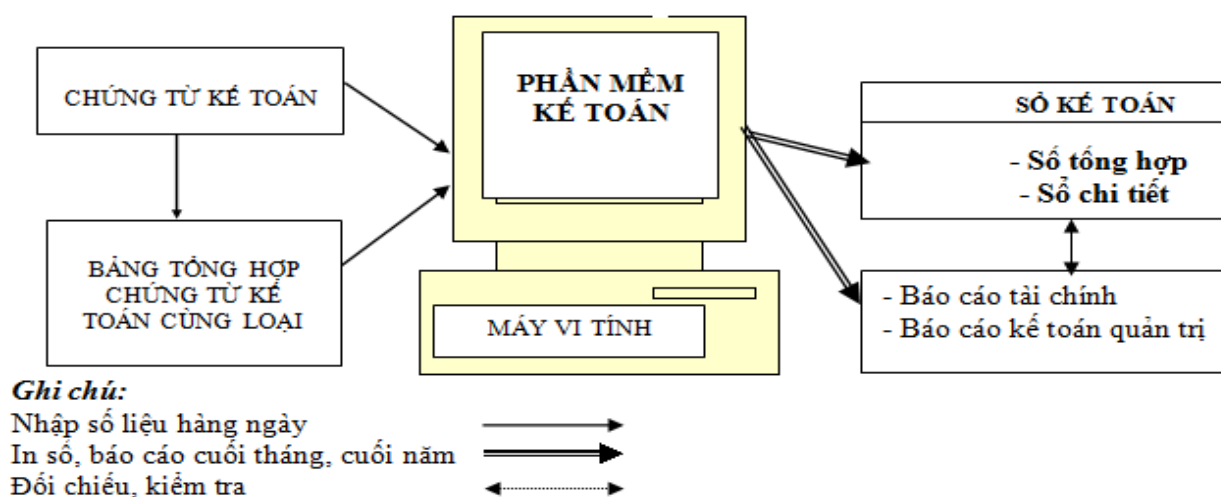 CHỨNG TỪ KẾ TOÁN
BẢNG TỔNG HỢP
CHỨNG TỪ KẾ
TOÁN CÙNG LOẠI
PHẦN MỀM
KẾ TOÁN
MÁY VI TÍNH
SỔ KẾ TOÁN
- Sổ tổng hợp
- Sổ chi tiết
- Báo cáo tài chính
- Báo cáo kế toán quản trị
Ghi chú:
Nhập số liệu hàng ngày
In sổ, báo cáo cuối tháng, cuối năm
Đối chiếu, kiểm tra